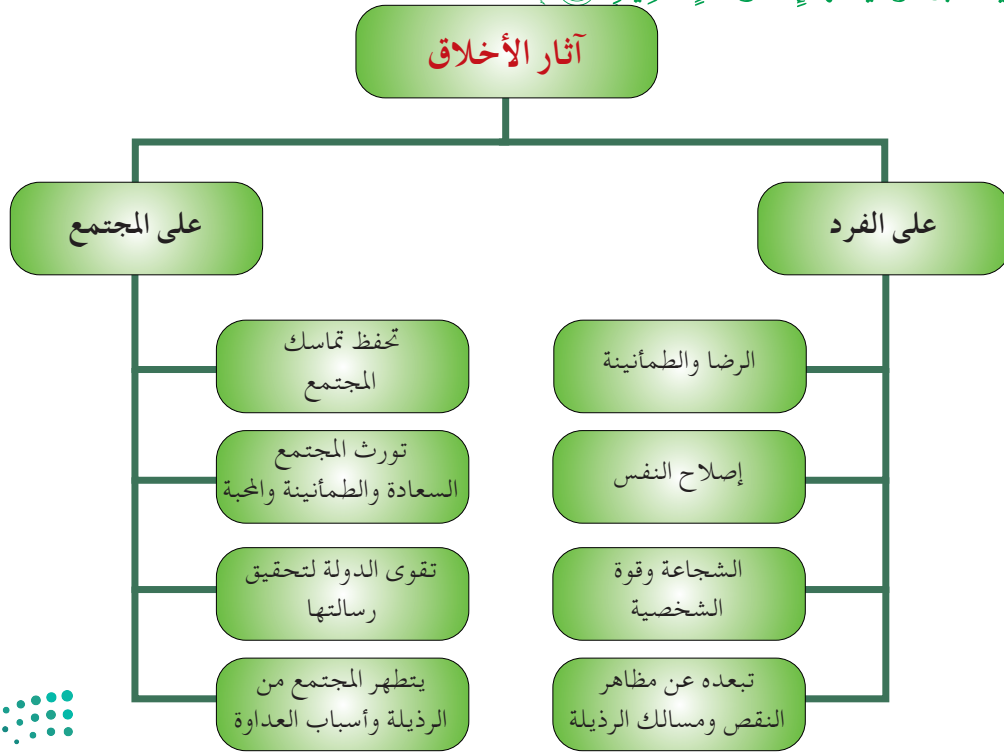 آثار الأخلاق
على الفرد
على المجتمع
الرضا والطمأنينة
إصلاح النفس
الشجاعة وقوة
الشخصية
تبعده عن مظاهر
النقص ومسالك الرذيلة
تحفظ تماسك
المجتمع
تورث المجتمع
السعادة والطمأنينة والمحبة
تقوى الدولة لتحقيق
رسالتها
يتطهر المجتمع من
الرذيلة وأسباب العداوة